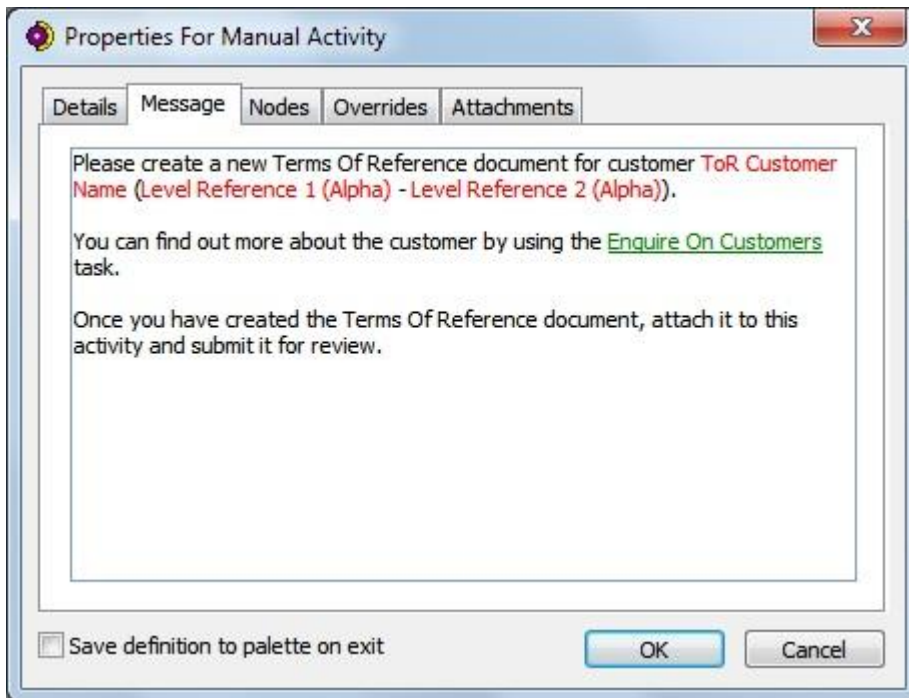 Properties For Manual Activity
Details Message Nodes Overrides Attachments
Please create a new Terms Of Reference document for customer ToR Customer
Name (Level Reference 1 (Alpha) - Level Reference 2 (Alpha)).
You can find out more about the customer by using the Enquire On Customers
task.
Once you have created the Terms Of Reference document, attach it to this
activity and submit it for review.
Save definition to palette on exit OK Cancel